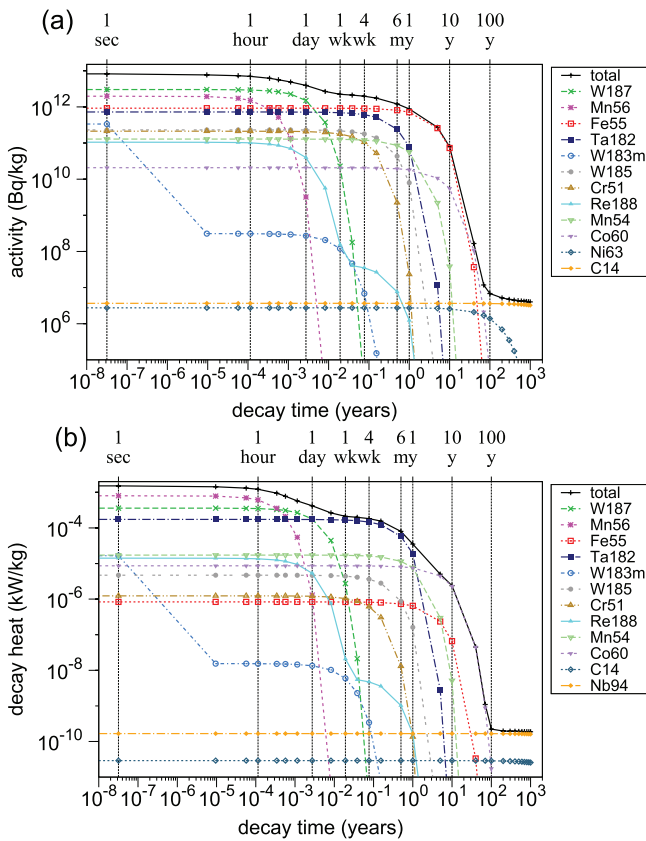 (a)
1 1 1 1 4 6 1 10 100
sec hour day wk wk m y y y
activity (Bq/kg)
10^12
10^10
10^8
10^6
10^-8 10^-7 10^-6 10^-5 10^-4 10^-3 10^-2 10^-1 10^0 10^1 10^2 10^3
decay time (years)
total
W187
Mn56
Fe55
Ta182
W183m
W185
Cr51
Re188
Mn54
Co60
Ni63
C14
(b)
1 1 1 1 4 6 1 10 100
sec hour day wk wk m y y y
decay heat (kW/kg)
10^-4
10^-6
10^-8
10^-10
10^-8 10^-7 10^-6 10^-5 10^-4 10^-3 10^-2 10^-1 10^0 10^1 10^2 10^3
decay time (years)
total
W187
Mn56
Fe55
Ta182
W183m
W185
Cr51
Re188
Mn54
Co60
C14
Nb94